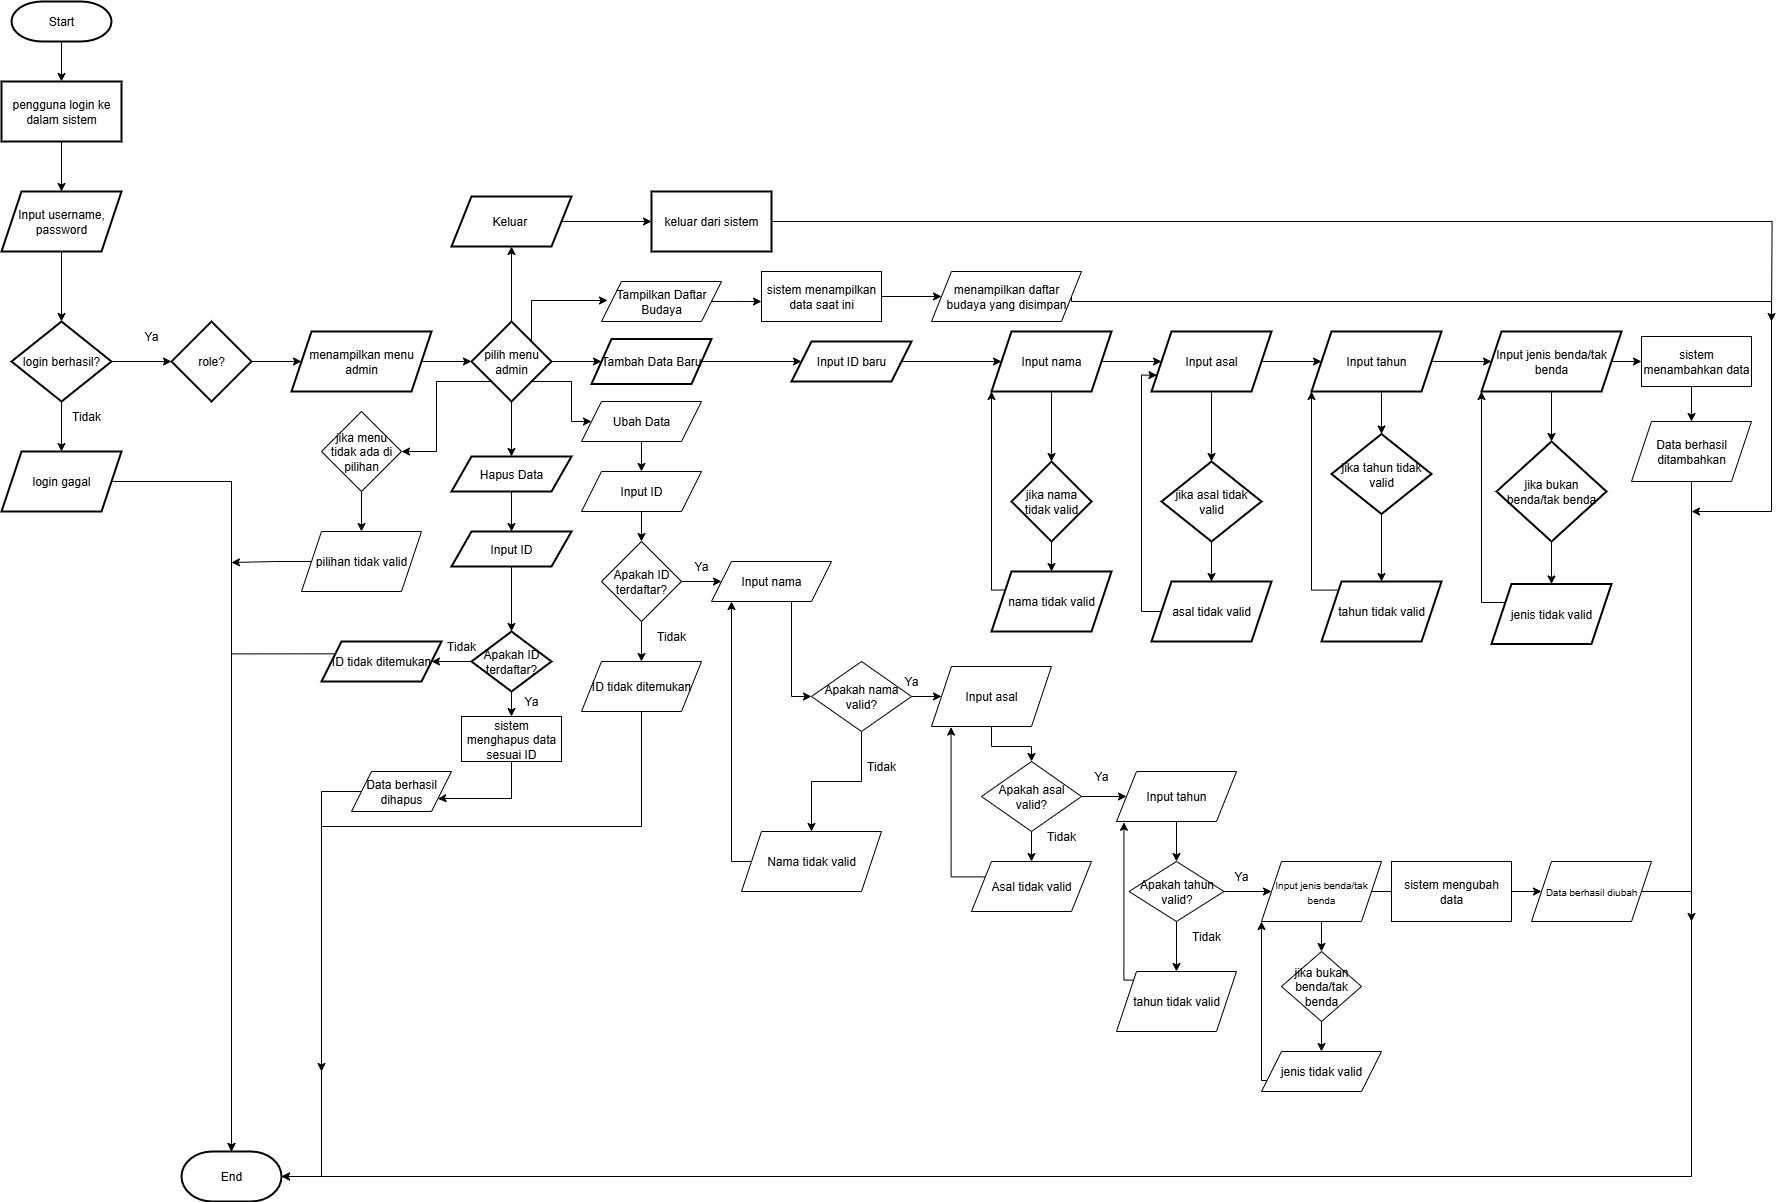 Start
pengguna login ke
dalam sistem
Input username,
password
Keluar
keluar dari sistem
Tampilkan Daftar
Budaya
sistem menampilkan
data saat ini
menampilkan daftar
budaya yang disimpan
login berhasil?
Ya
role?
menampilkan menu
admin
pilih menu
admin
Tambah Data Baru
Input ID baru
Input nama
Input asal
Input tahun
Input jenis benda/tak
benda
sistem
menambahkan data
Tidak
login gagal
jika menu
tidak ada di
pilihan
pilihan tidak valid
Hapus Data
Input ID
Ubah Data
Input ID
jika nama
tidak valid
jika asal tidak
valid
jika tahun tidak
valid
jika bukan
benda/tak benda
Data berhasil
ditambahkan
nama tidak valid
asal tidak valid
tahun tidak valid
jenis tidak valid
Apakah ID
terdaftar?
Ya
Input nama
Tidak
ID tidak ditemukan
Tidak
Apakah ID
terdaftar?
Ya
sistem
menghapus data
sesuai ID
Data berhasil
dihapus
ID tidak ditemukan
Apakah nama
valid?
Ya
Input asal
Tidak
Nama tidak valid
Apakah asal
valid?
Ya
Input tahun
Tidak
Asal tidak valid
Apakah tahun
valid?
Ya
Input jenis benda/tak
benda
sistem mengubah
data
Data berhasil diubah
Tidak
tahun tidak valid
jika bukan
benda/tak
benda
jenis tidak valid
End